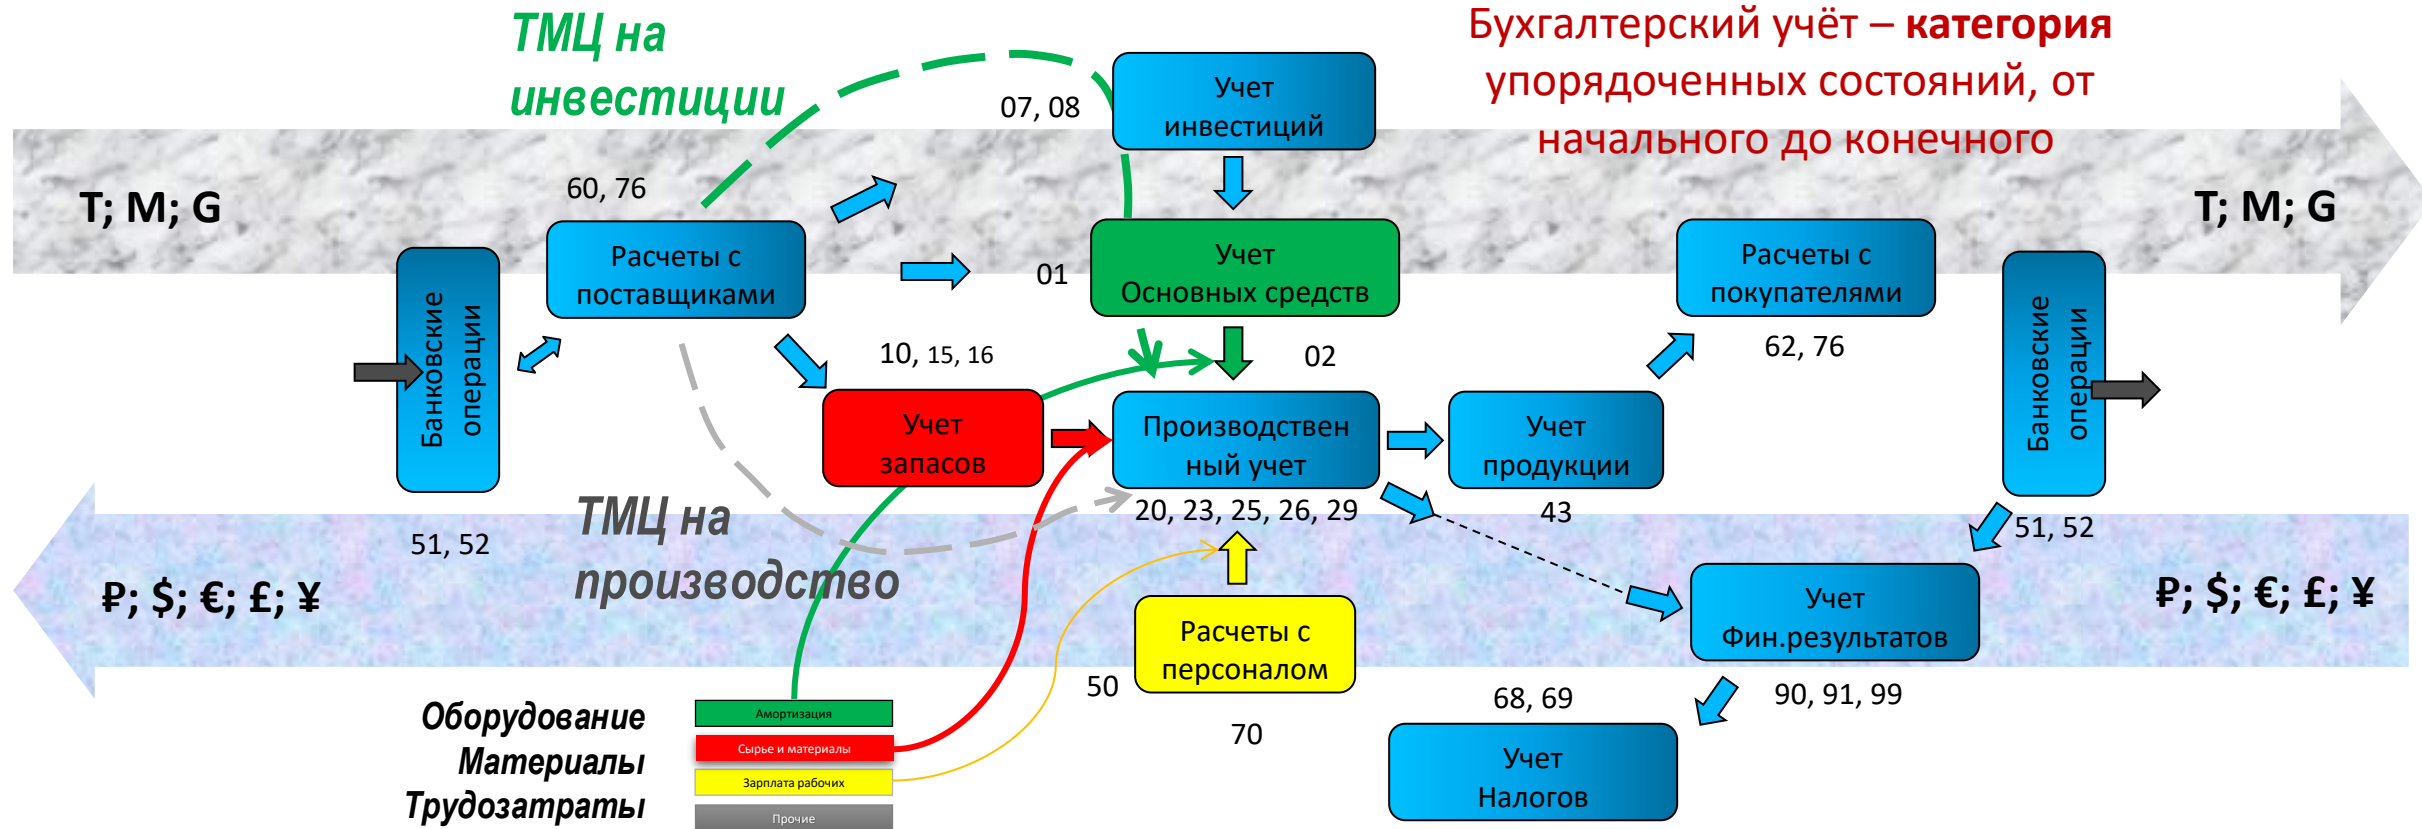 ТМЦ на
инвестиции
Бухгалтерский учёт – категория
упорядоченных состояний, от
начального до конечного
07, 08
Учет
инвестиций
T; M; G
60, 76
T; M; G
Расчеты с
поставщиками
01
Учет
Основных средств
Расчеты с
покупателями
Банковские
операции
10, 15, 16
02
62, 76
Банковские
операции
Учет
запасов
Производствен
ный учет
Учет
продукции
ТМЦ на
производство
20, 23, 25, 26, 29
43
51, 52
51, 52
₽; $; €; £; ¥
₽; $; €; £; ¥
Расчеты с
персоналом
Учет
Фин.результатов
50
70
68, 69
90, 91, 99
Оборудование
Материалы
Трудозатраты
Амортизация
Сырье и материалы
Зарплата рабочих
Прочие
Учет
Налогов